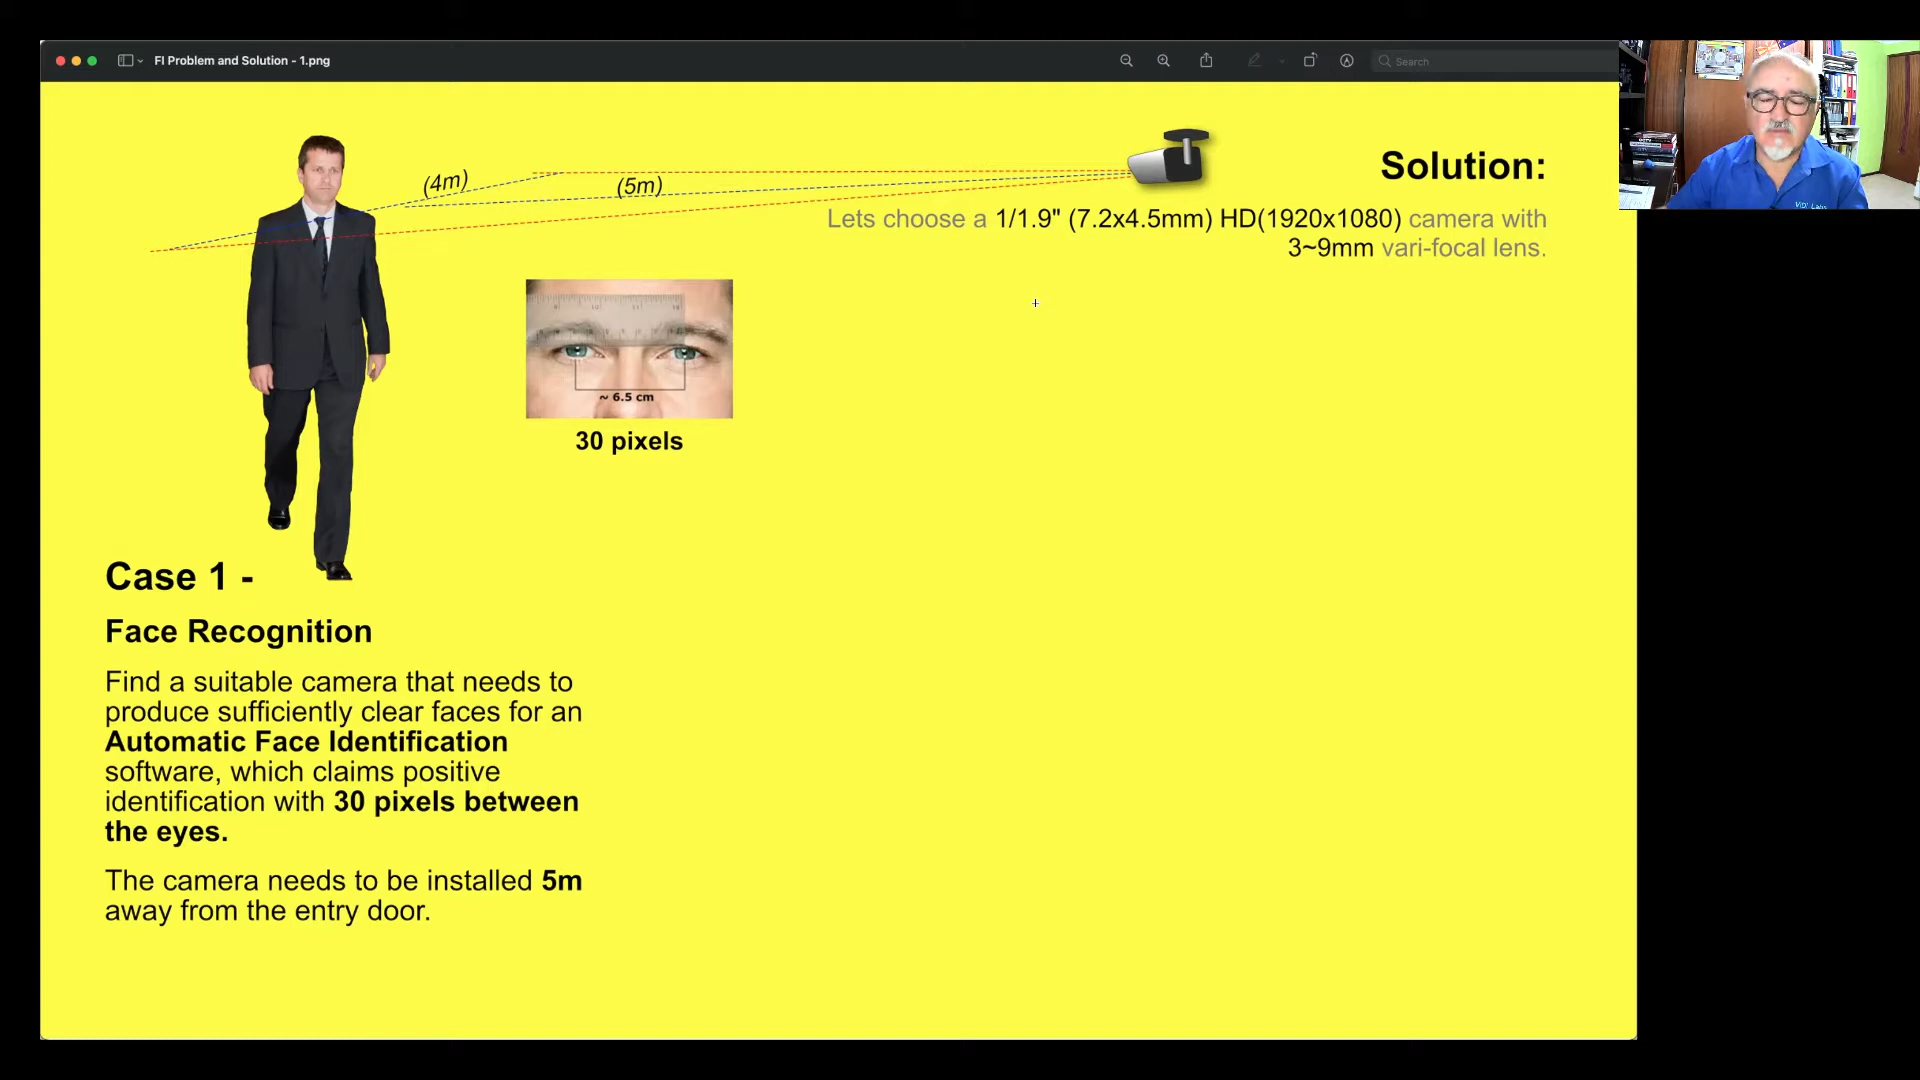 FI Problem and Solution - 1.png
Search
(4m)
(5m)
Solution:
Lets choose a 1/1.9" (7.2x4.5mm) HD(1920x1080) camera with
3~9mm vari-focal lens.
~ 6.5 cm
30 pixels
Case 1 -
Face Recognition
Find a suitable camera that needs to
produce sufficiently clear faces for an
Automatic Face Identification
software, which claims positive
identification with 30 pixels between
the eyes.
The camera needs to be installed 5m
away from the entry door.
ViDi Labs